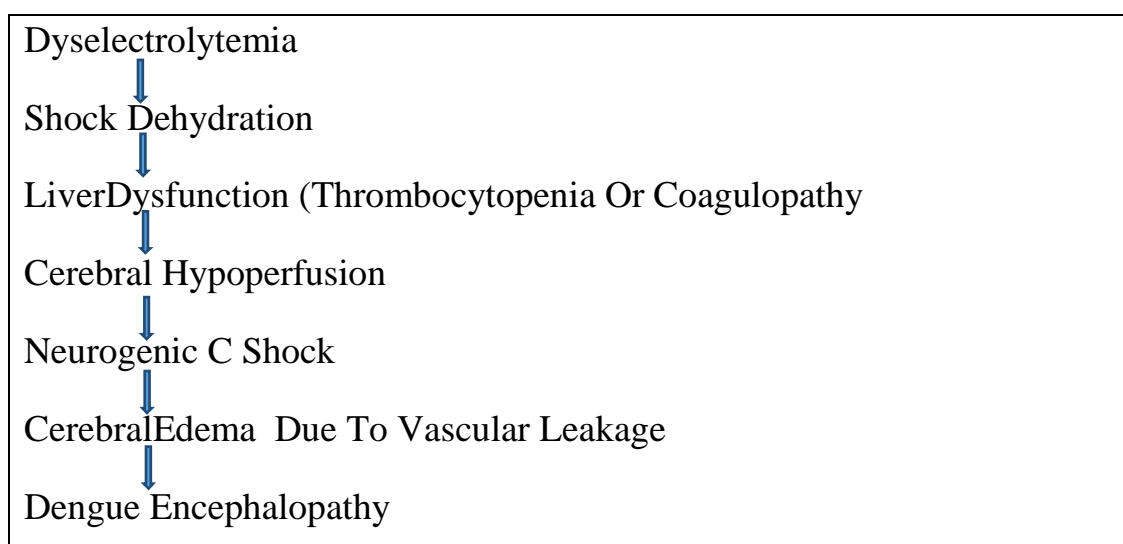 Dyselectrolytemia
Shock Dehydration
LiverDysfunction (Thrombocytopenia Or Coagulopathy
Cerebral Hypoperfusion
Neurogenic C Shock
CerebralEdema Due To Vascular Leakage
Dengue Encephalopathy